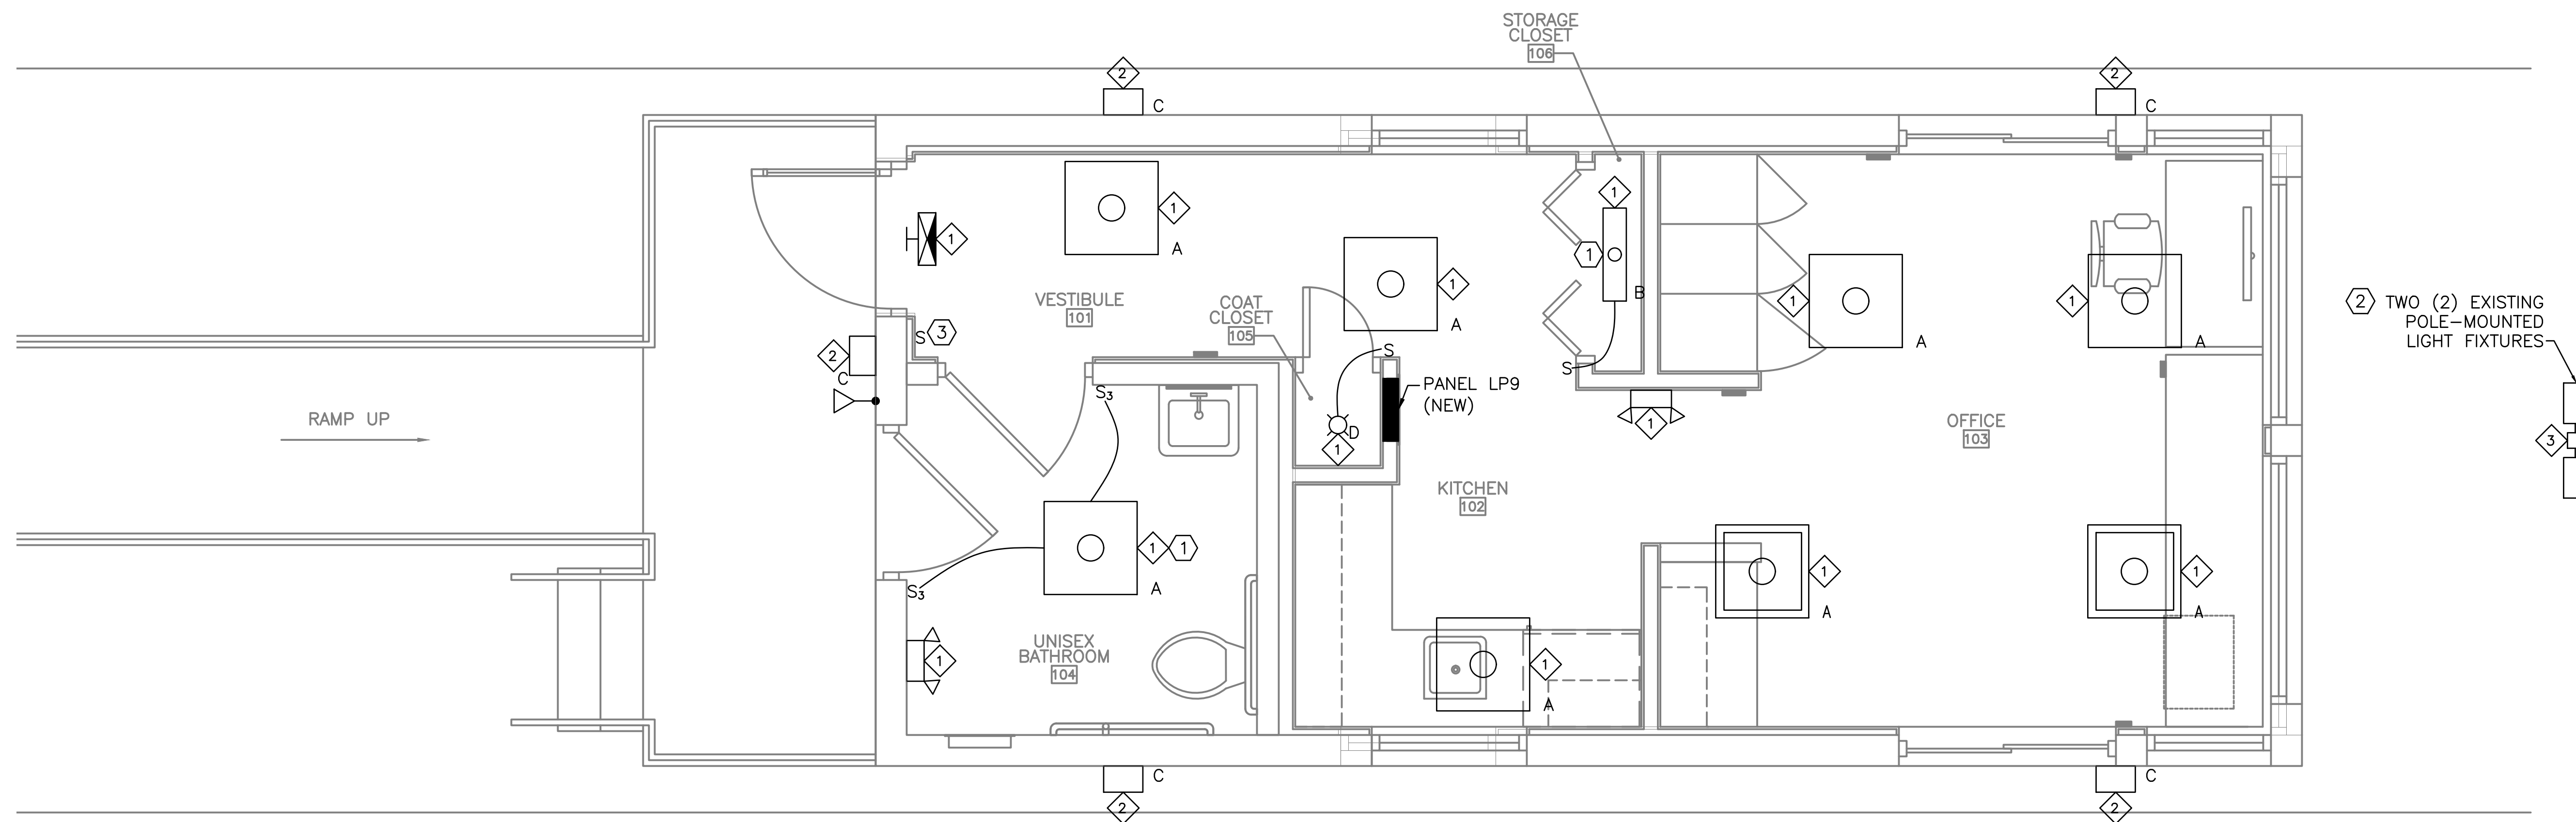 STORAGE
CLOSET
106
2
C
2
C
1
A
1
1
1
A
1
B
1
A
1
A
VESTIBULE
101
COAT
CLOSET
105
S
3
2
C
S
S
S3
D
1
PANEL LP9
(NEW)
1
2
TWO (2) EXISTING
POLE-MOUNTED
LIGHT FIXTURES
3
RAMP UP
OFFICE
103
KITCHEN
102
1
1
A
S3
1
A
1
A
UNISEX
BATHROOM
104
1
1
A
C
2
C
2